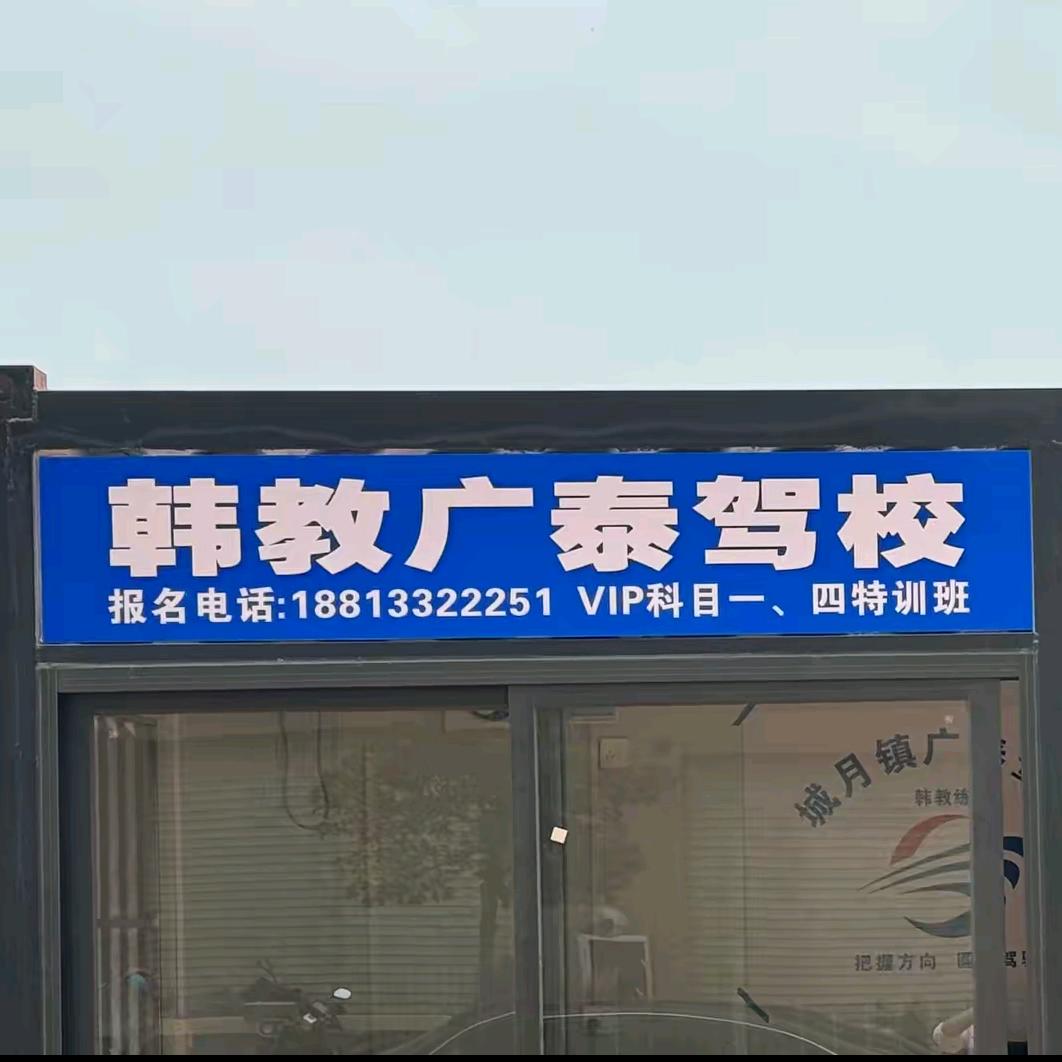 韩教广泰驾校
报名电话:18813322251 VIP科目一、四特训班
城月镇广
韩教练
把握方向